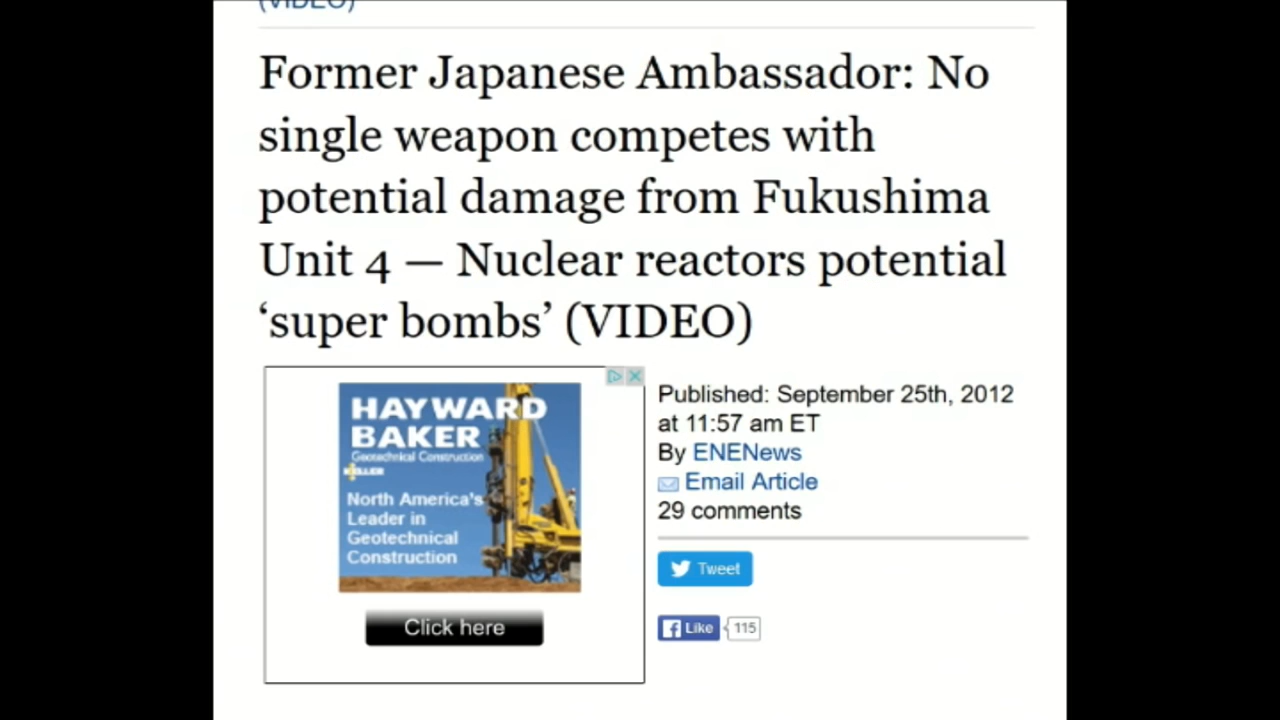 (VIDEO)
Former Japanese Ambassador: No
single weapon competes with
potential damage from Fukushima
Unit 4 — Nuclear reactors potential
‘super bombs’ (VIDEO)
HAYWARD
BAKER
Geotechnical Construction
KELLER
North America's
Leader in
Geotechnical
Construction
Click here
Published: September 25th, 2012
at 11:57 am ET
By ENENews
Email Article
29 comments
Tweet
Like 115